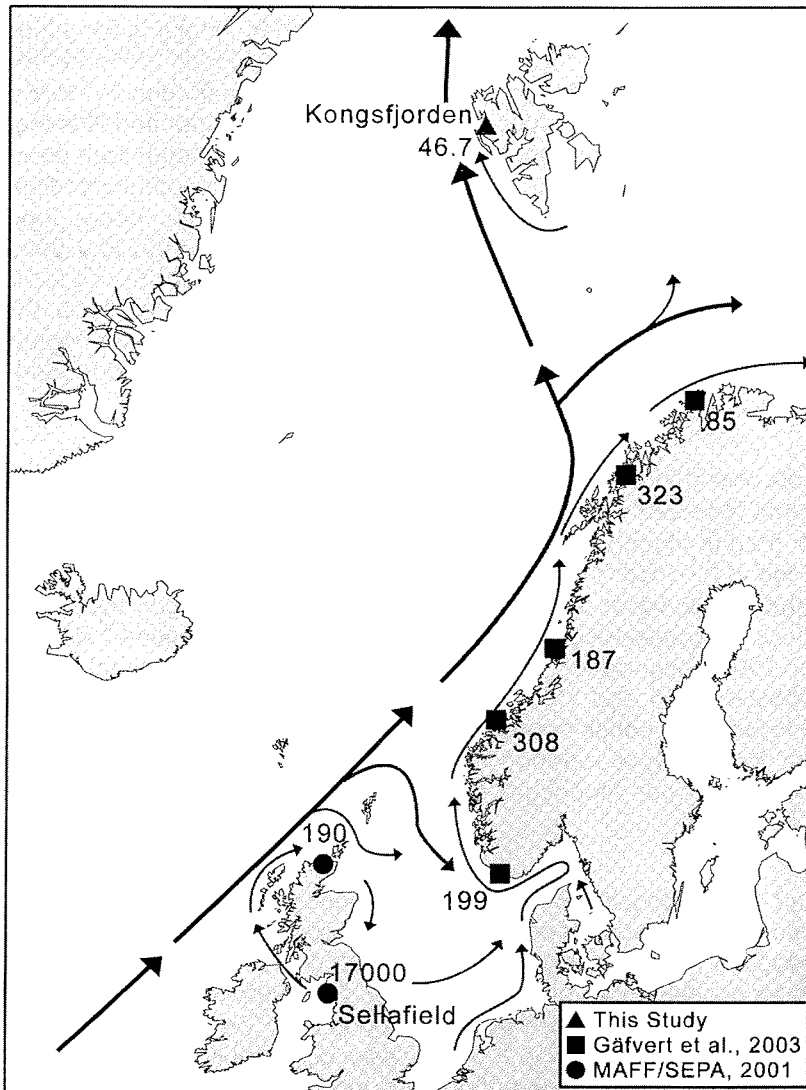 Kongsfjorden
46.7
85
323
187
308
190
199
17000
Sellafield
This Study
Gäfvert et al., 2003
MAFF/SEPA, 2001